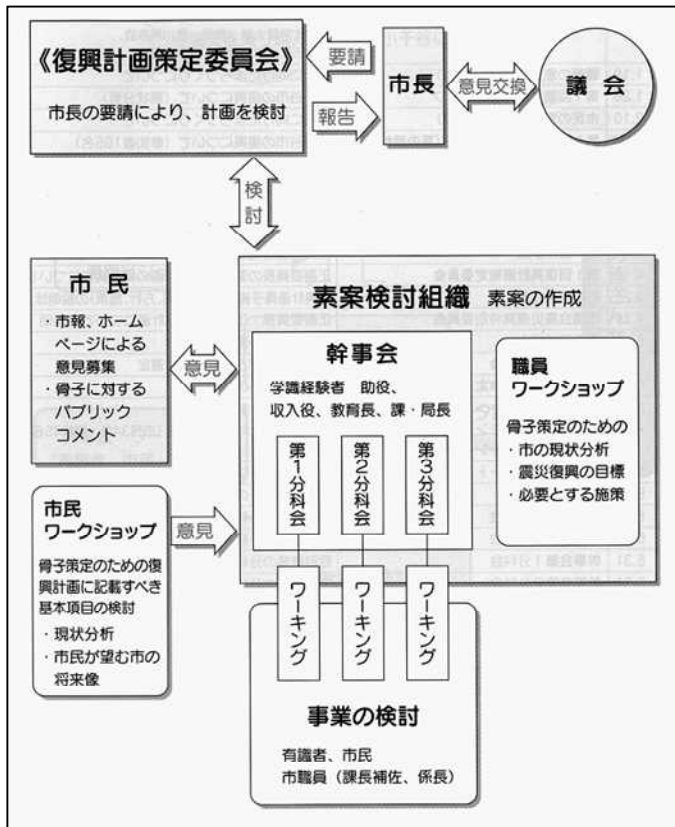 《復興計画策定委員会》
市長の要請により、計画を検討
要請
報告
市長
意見交換
議会
検討
市民
・市報、ホーム
ページによる
意見募集
・骨子に対する
パブリック
コメント
意見
市民
ワークショップ
骨子策定のための復
興計画に記載すべき
基本項目の検討
・現状分析
・市民が望む市の
将来像
意見
素案検討組織 素案の作成
幹事会
学識経験者 助役、
収入役、教育長、課・局長
第1分科会
第2分科会
第3分科会
職員
ワークショップ
骨子策定のための
・市の現状分析
・震災復興の目標
・必要とする施策
ワーキング
ワーキング
ワーキング
事業の検討
有識者、市民
市職員（課長補佐、係長）